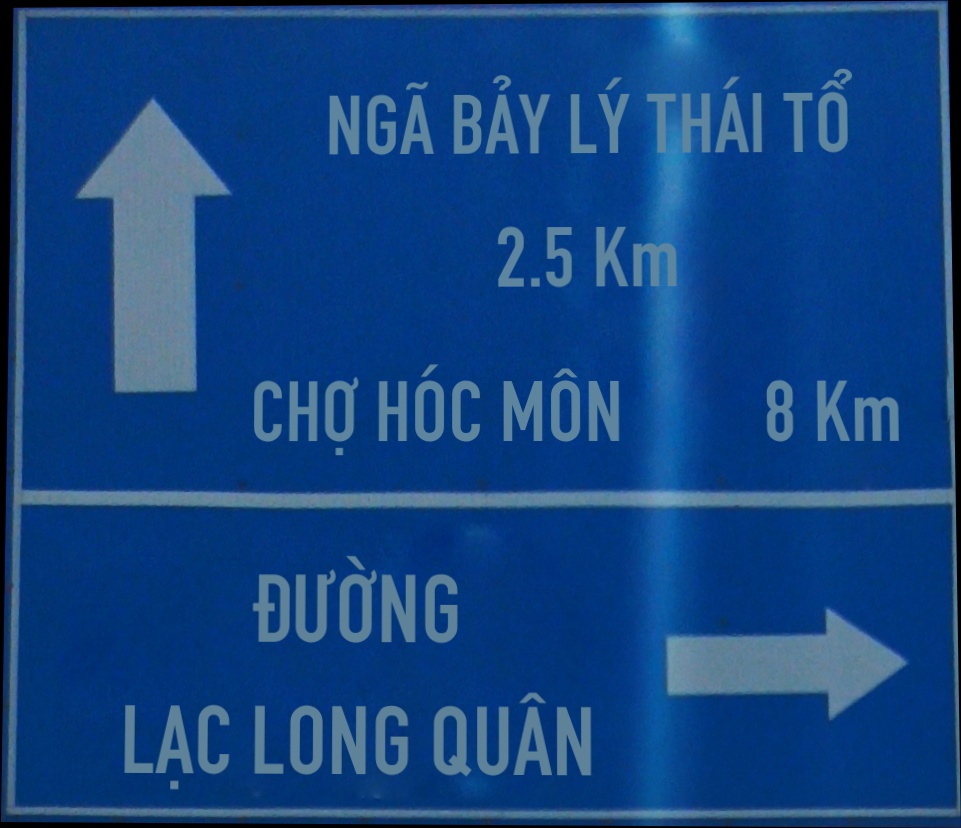 NGÃ BẢY LÝ THÁI TỔ
2.5 Km
CHỢ HÓC MÔN 8 Km
ĐƯỜNG
LẠC LONG QUÂN